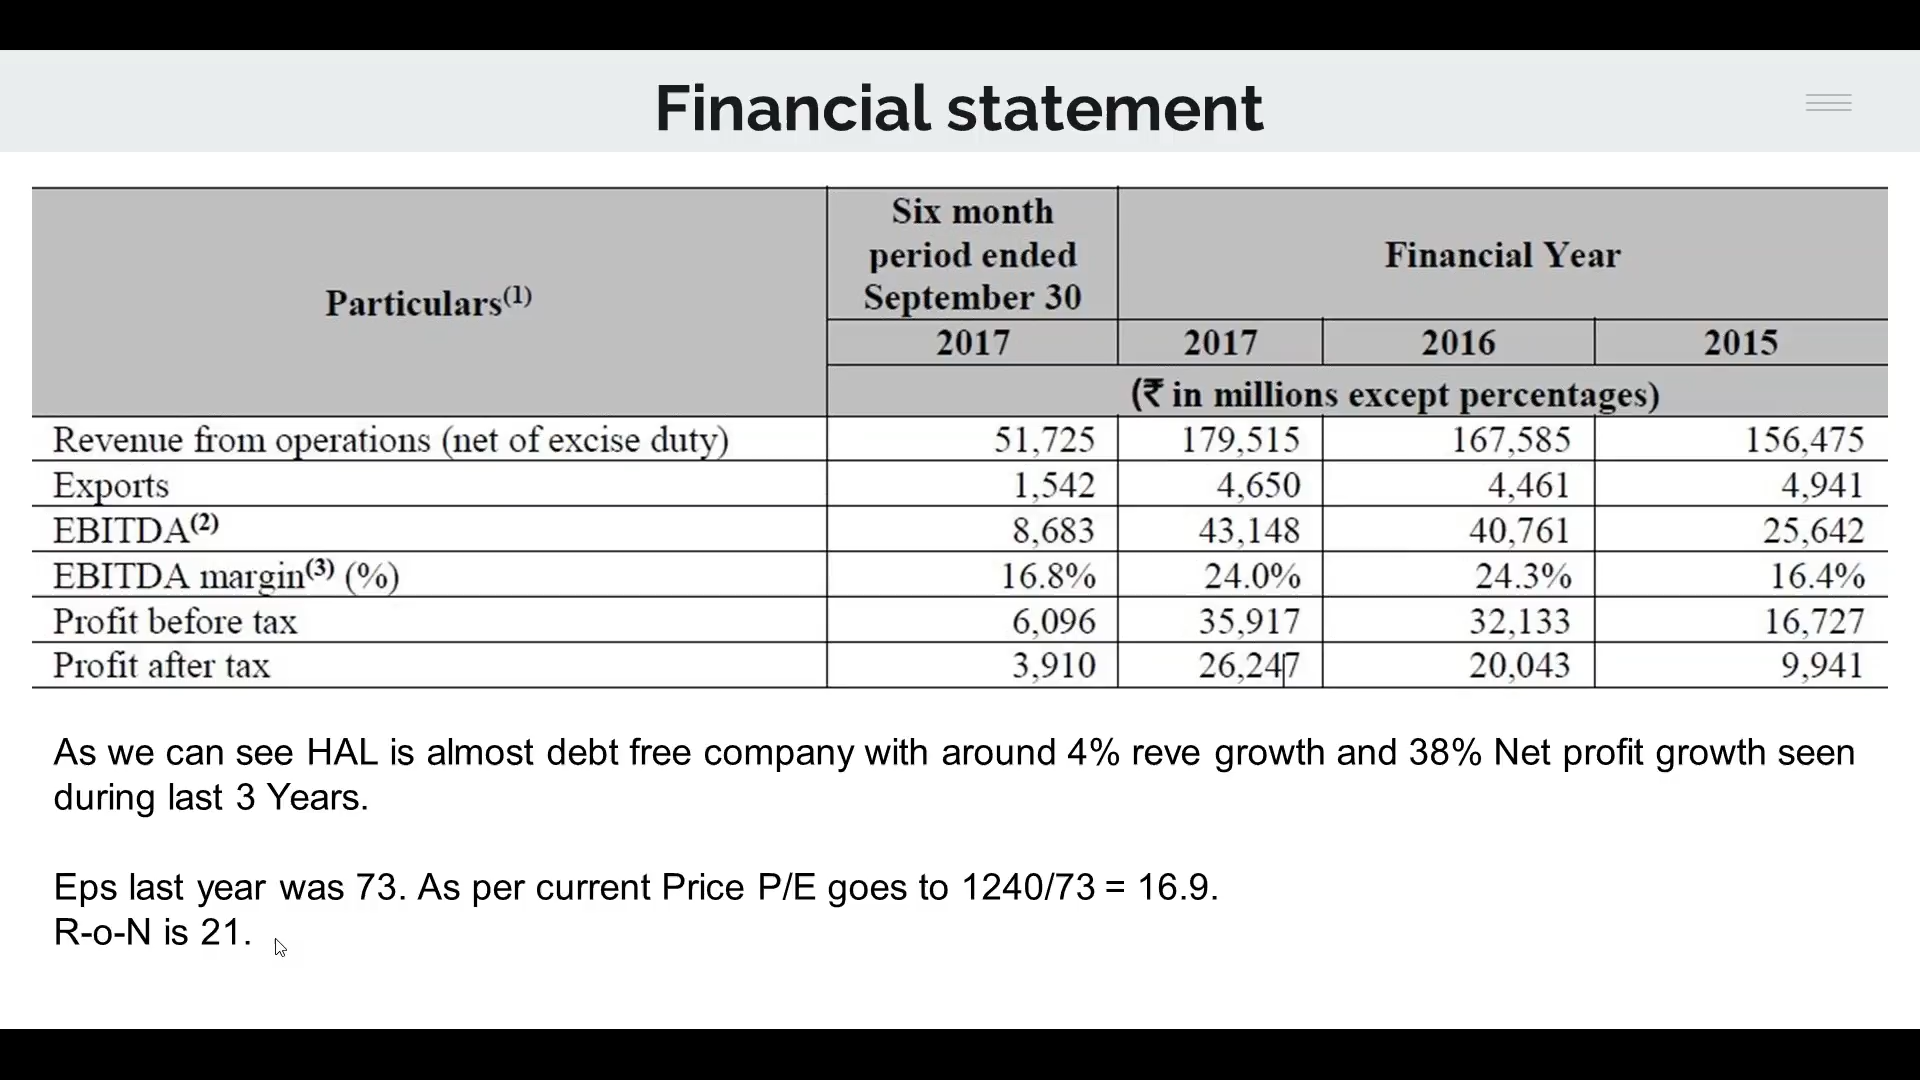 Financial statement
Particulars(1)
Six month
period ended
September 30
Financial Year
2017 2017 2016 2015
(₹ in millions except percentages)
Revenue from operations (net of excise duty) 51,725 179,515 167,585 156,475
Exports 1,542 4,650 4,461 4,941
EBITDA(2) 8,683 43,148 40,761 25,642
EBITDA margin(3) (%) 16.8% 24.0% 24.3% 16.4%
Profit before tax 6,096 35,917 32,133 16,727
Profit after tax 3,910 26,247 20,043 9,941
As we can see HAL is almost debt free company with around 4% reve growth and 38% Net profit growth seen
during last 3 Years.
Eps last year was 73. As per current Price P/E goes to 1240/73 = 16.9.
R-o-N is 21.